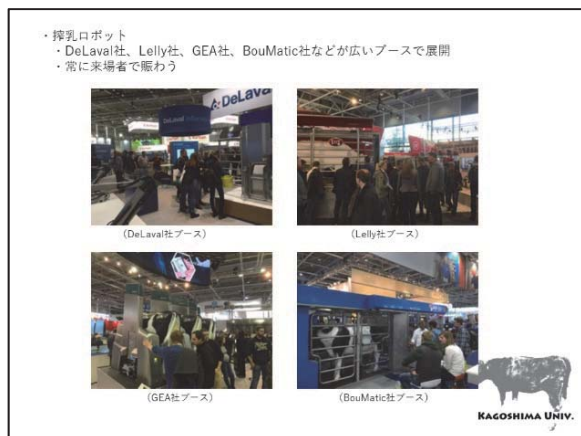 ・搾乳ロボット
・DeLaval社、Lelly社、GEA社、BouMatic社などが広いブースで展開
・常に来場者で賑わう
DeLaval
DeLaval
(DeLaval社ブース)
(Lelly社ブース)
(GEA社ブース)
(BouMatic社ブース)
KAGOSHIMA UNIV.